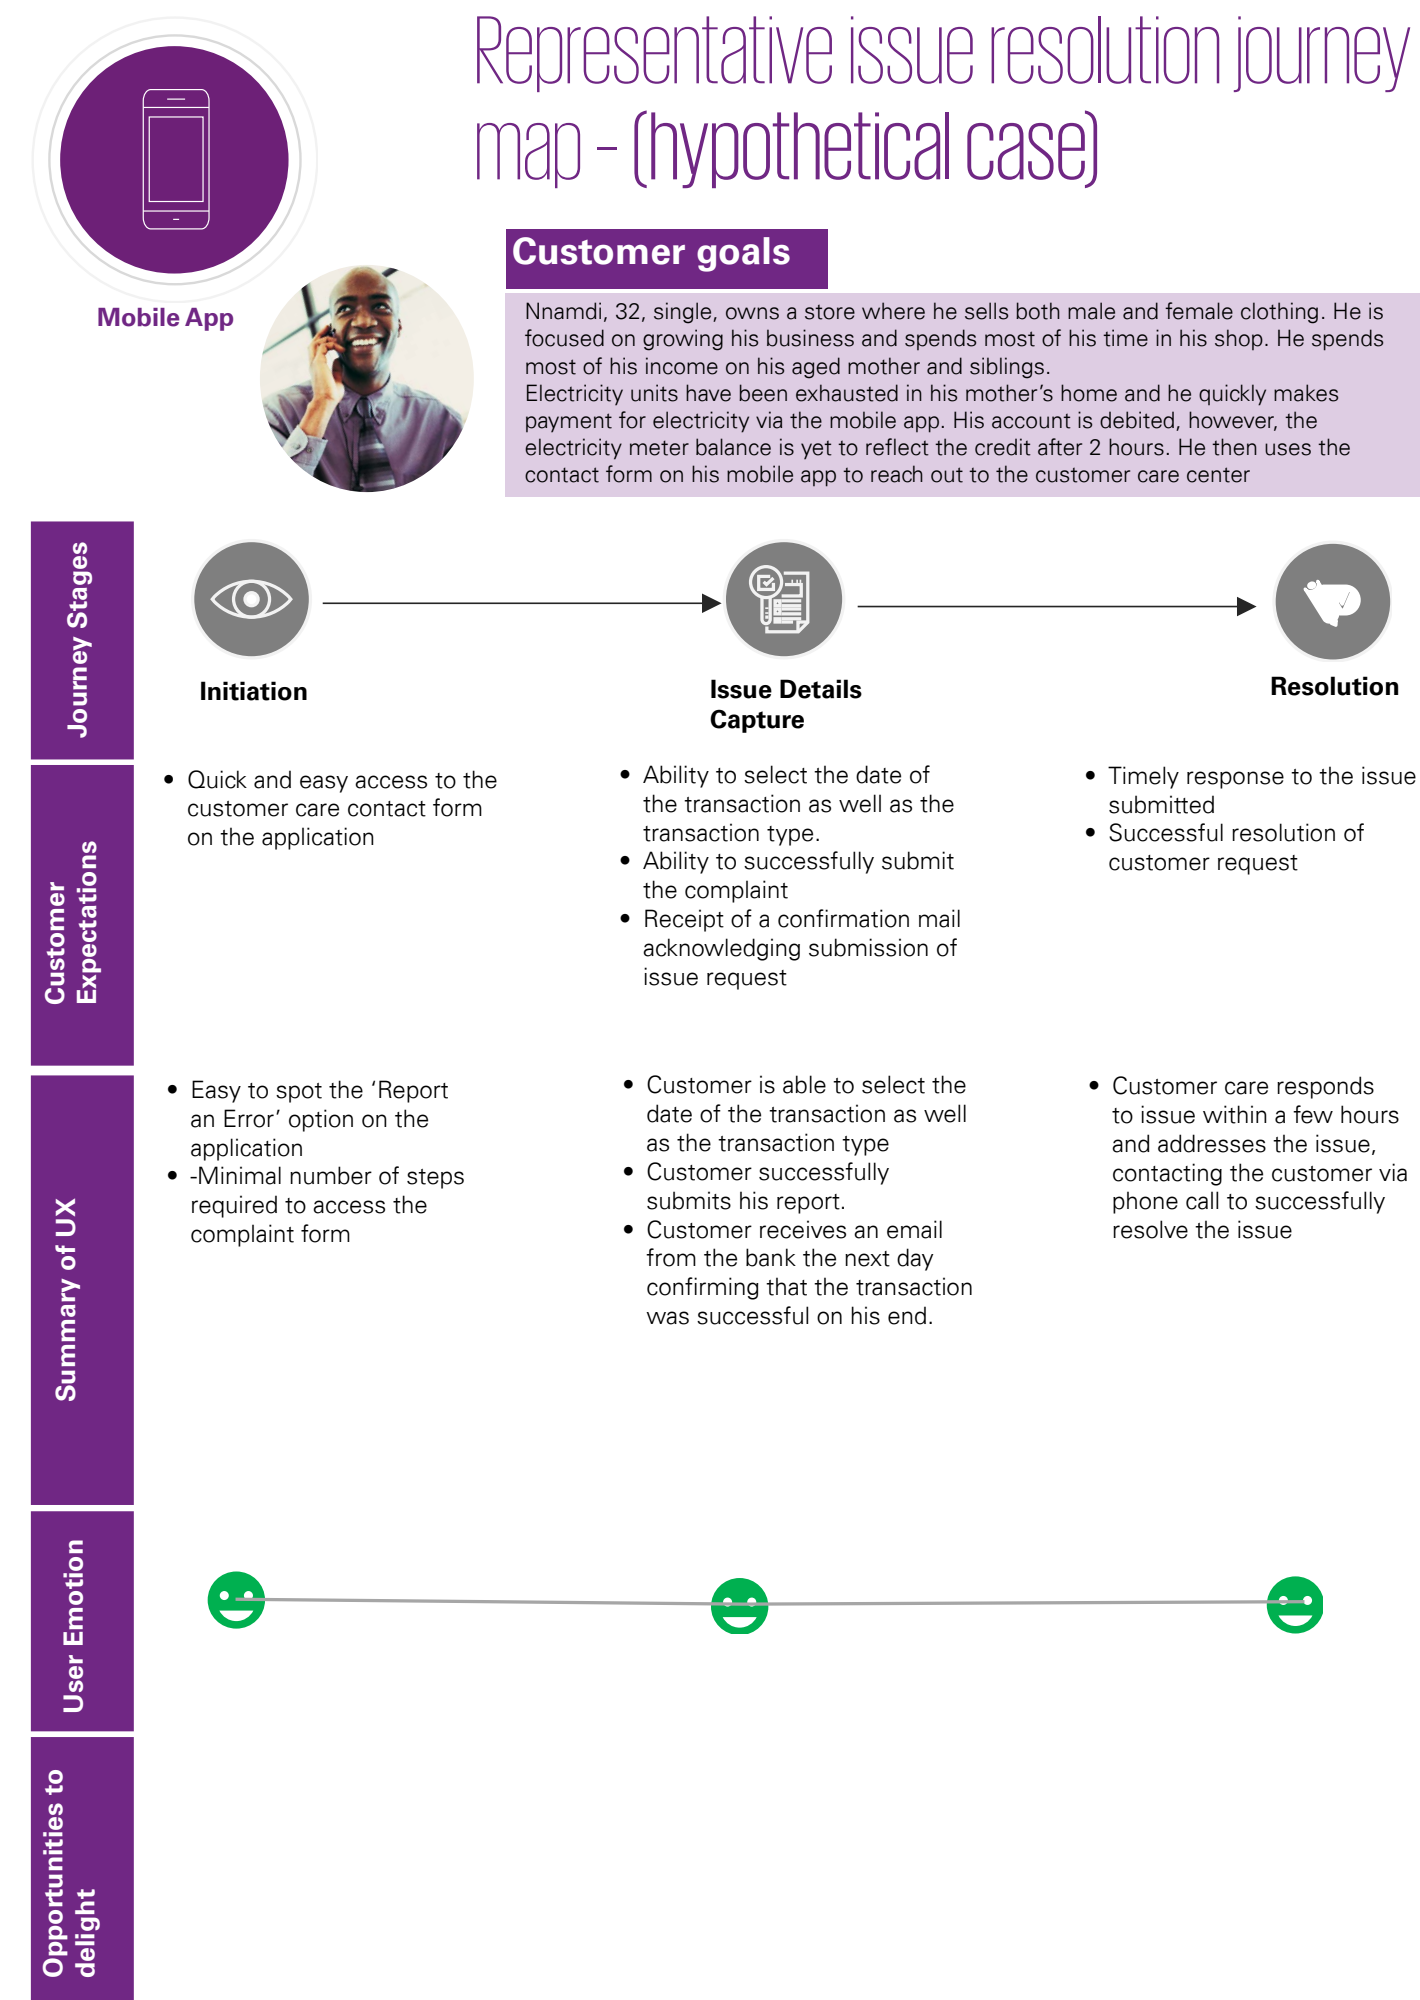 Representative issue resolution journey
map - (hypothetical case)
Mobile App
Customer goals
Nnamdi, 32, single, owns a store where he sells both male and female clothing. He is
focused on growing his business and spends most of his time in his shop. He spends
most of his income on his aged mother and siblings.
Electricity units have been exhausted in his mother’s home and he quickly makes
payment for electricity via the mobile app. His account is debited, however, the
electricity meter balance is yet to reflect the credit after 2 hours. He then uses the
contact form on his mobile app to reach out to the customer care center
Journey Stages
Initiation
Issue Details
Capture
Resolution
Customer
Expectations
• Quick and easy access to the
customer care contact form
on the application
• Ability to select the date of
the transaction as well as the
transaction type.
• Ability to successfully submit
the complaint
• Receipt of a confirmation mail
acknowledging submission of
issue request
• Timely response to the issue
submitted
• Successful resolution of
customer request
Summary of UX
• Easy to spot the ‘Report
an Error’ option on the
application
• -Minimal number of steps
required to access the
complaint form
• Customer is able to select the
date of the transaction as well
as the transaction type
• Customer successfully
submits his report.
• Customer receives an email
from the bank the next day
confirming that the transaction
was successful on his end.
• Customer care responds
to issue within a few hours
and addresses the issue,
contacting the customer via
phone call to successfully
resolve the issue
User Emotion
Opportunities to
delight